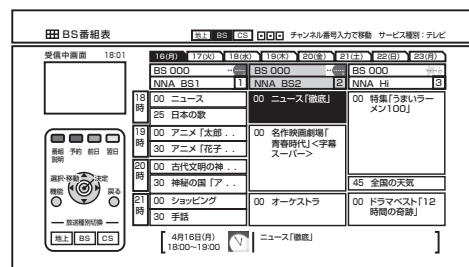 BS番組表
地上 BS CS チャンネル番号入力で移動 サービス種別：テレビ
受信中画面 18:01
16(月) 17(火) 18(水) 19(木) 20(金) 21(土) 22(日) 23(月)
BS 000 BS 000 BS 000
NNA BS1 1 NNA BS2 2 NNA Hi 3
18時 00 ニュース
25 日本の歌
00 ニュース「徹底」
00 特集「うまいラー
メン100」
19時 00 アニメ「太郎 . .
30 アニメ「花子 . .
00 名作映画劇場「
青春時代」<字幕
スーパー>
20時 00 古代文明の神 . .
30 神秘の国「ア . .
45 全国の天気
21時 00 ショッピング
30 手話
00 オーケストラ
00 ドラマベスト「12
時間の奇跡」
番組説明 予約 前日 翌日
選択・移動 決定
機能 戻る
放送種別切換
地上 BS CS
4月16日(月)
18:00~19:00
ニュース「徹底」